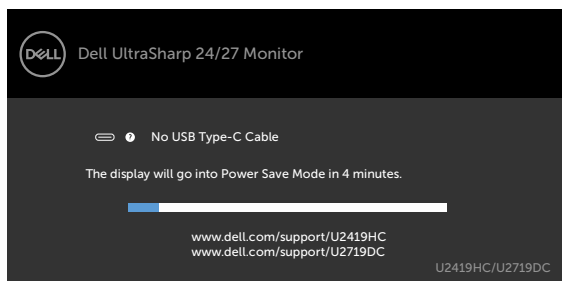 DELL
Dell UltraSharp 24/27 Monitor
? No USB Type-C Cable
The display will go into Power Save Mode in 4 minutes.
www.dell.com/support/U2419HC
www.dell.com/support/U2719DC
U2419HC/U2719DC